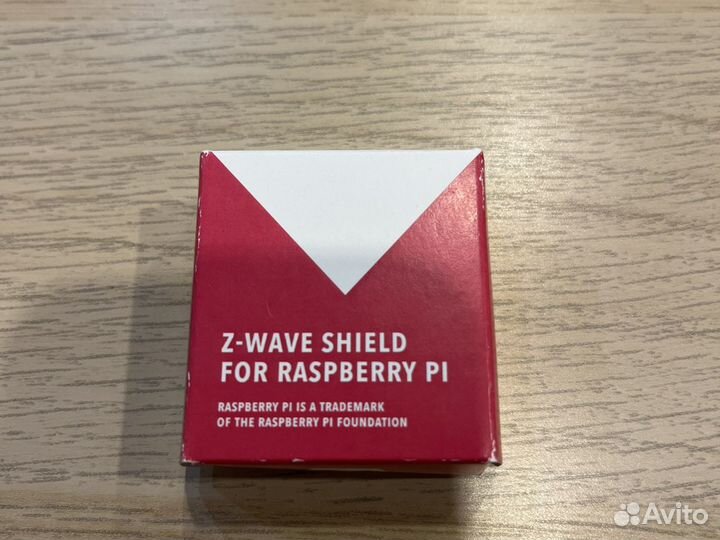 Z-WAVE SHIELD
FOR RASPBERRY PI
RASPBERRY PI IS A TRADEMARK
OF THE RASPBERRY PI FOUNDATION
Avito